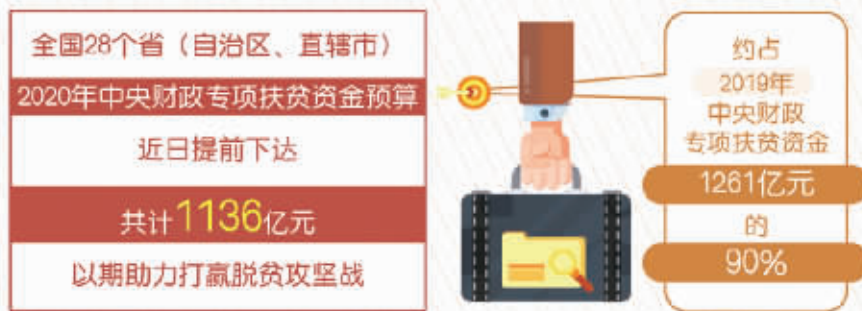 全国28个省（自治区、直辖市）
2020年中央财政专项扶贫资金预算
近日提前下达
共计1136亿元
以期助力打赢脱贫攻坚战
约占
2019年
中央财政
专项扶贫资金
1261亿元
的
90%